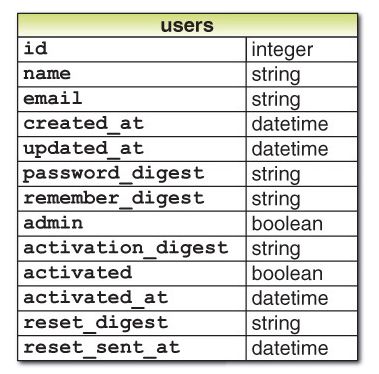 users
id integer
name string
email string
created_at datetime
updated_at datetime
password_digest string
remember_digest string
admin boolean
activation_digest string
activated boolean
activated_at datetime
reset_digest string
reset_sent_at datetime